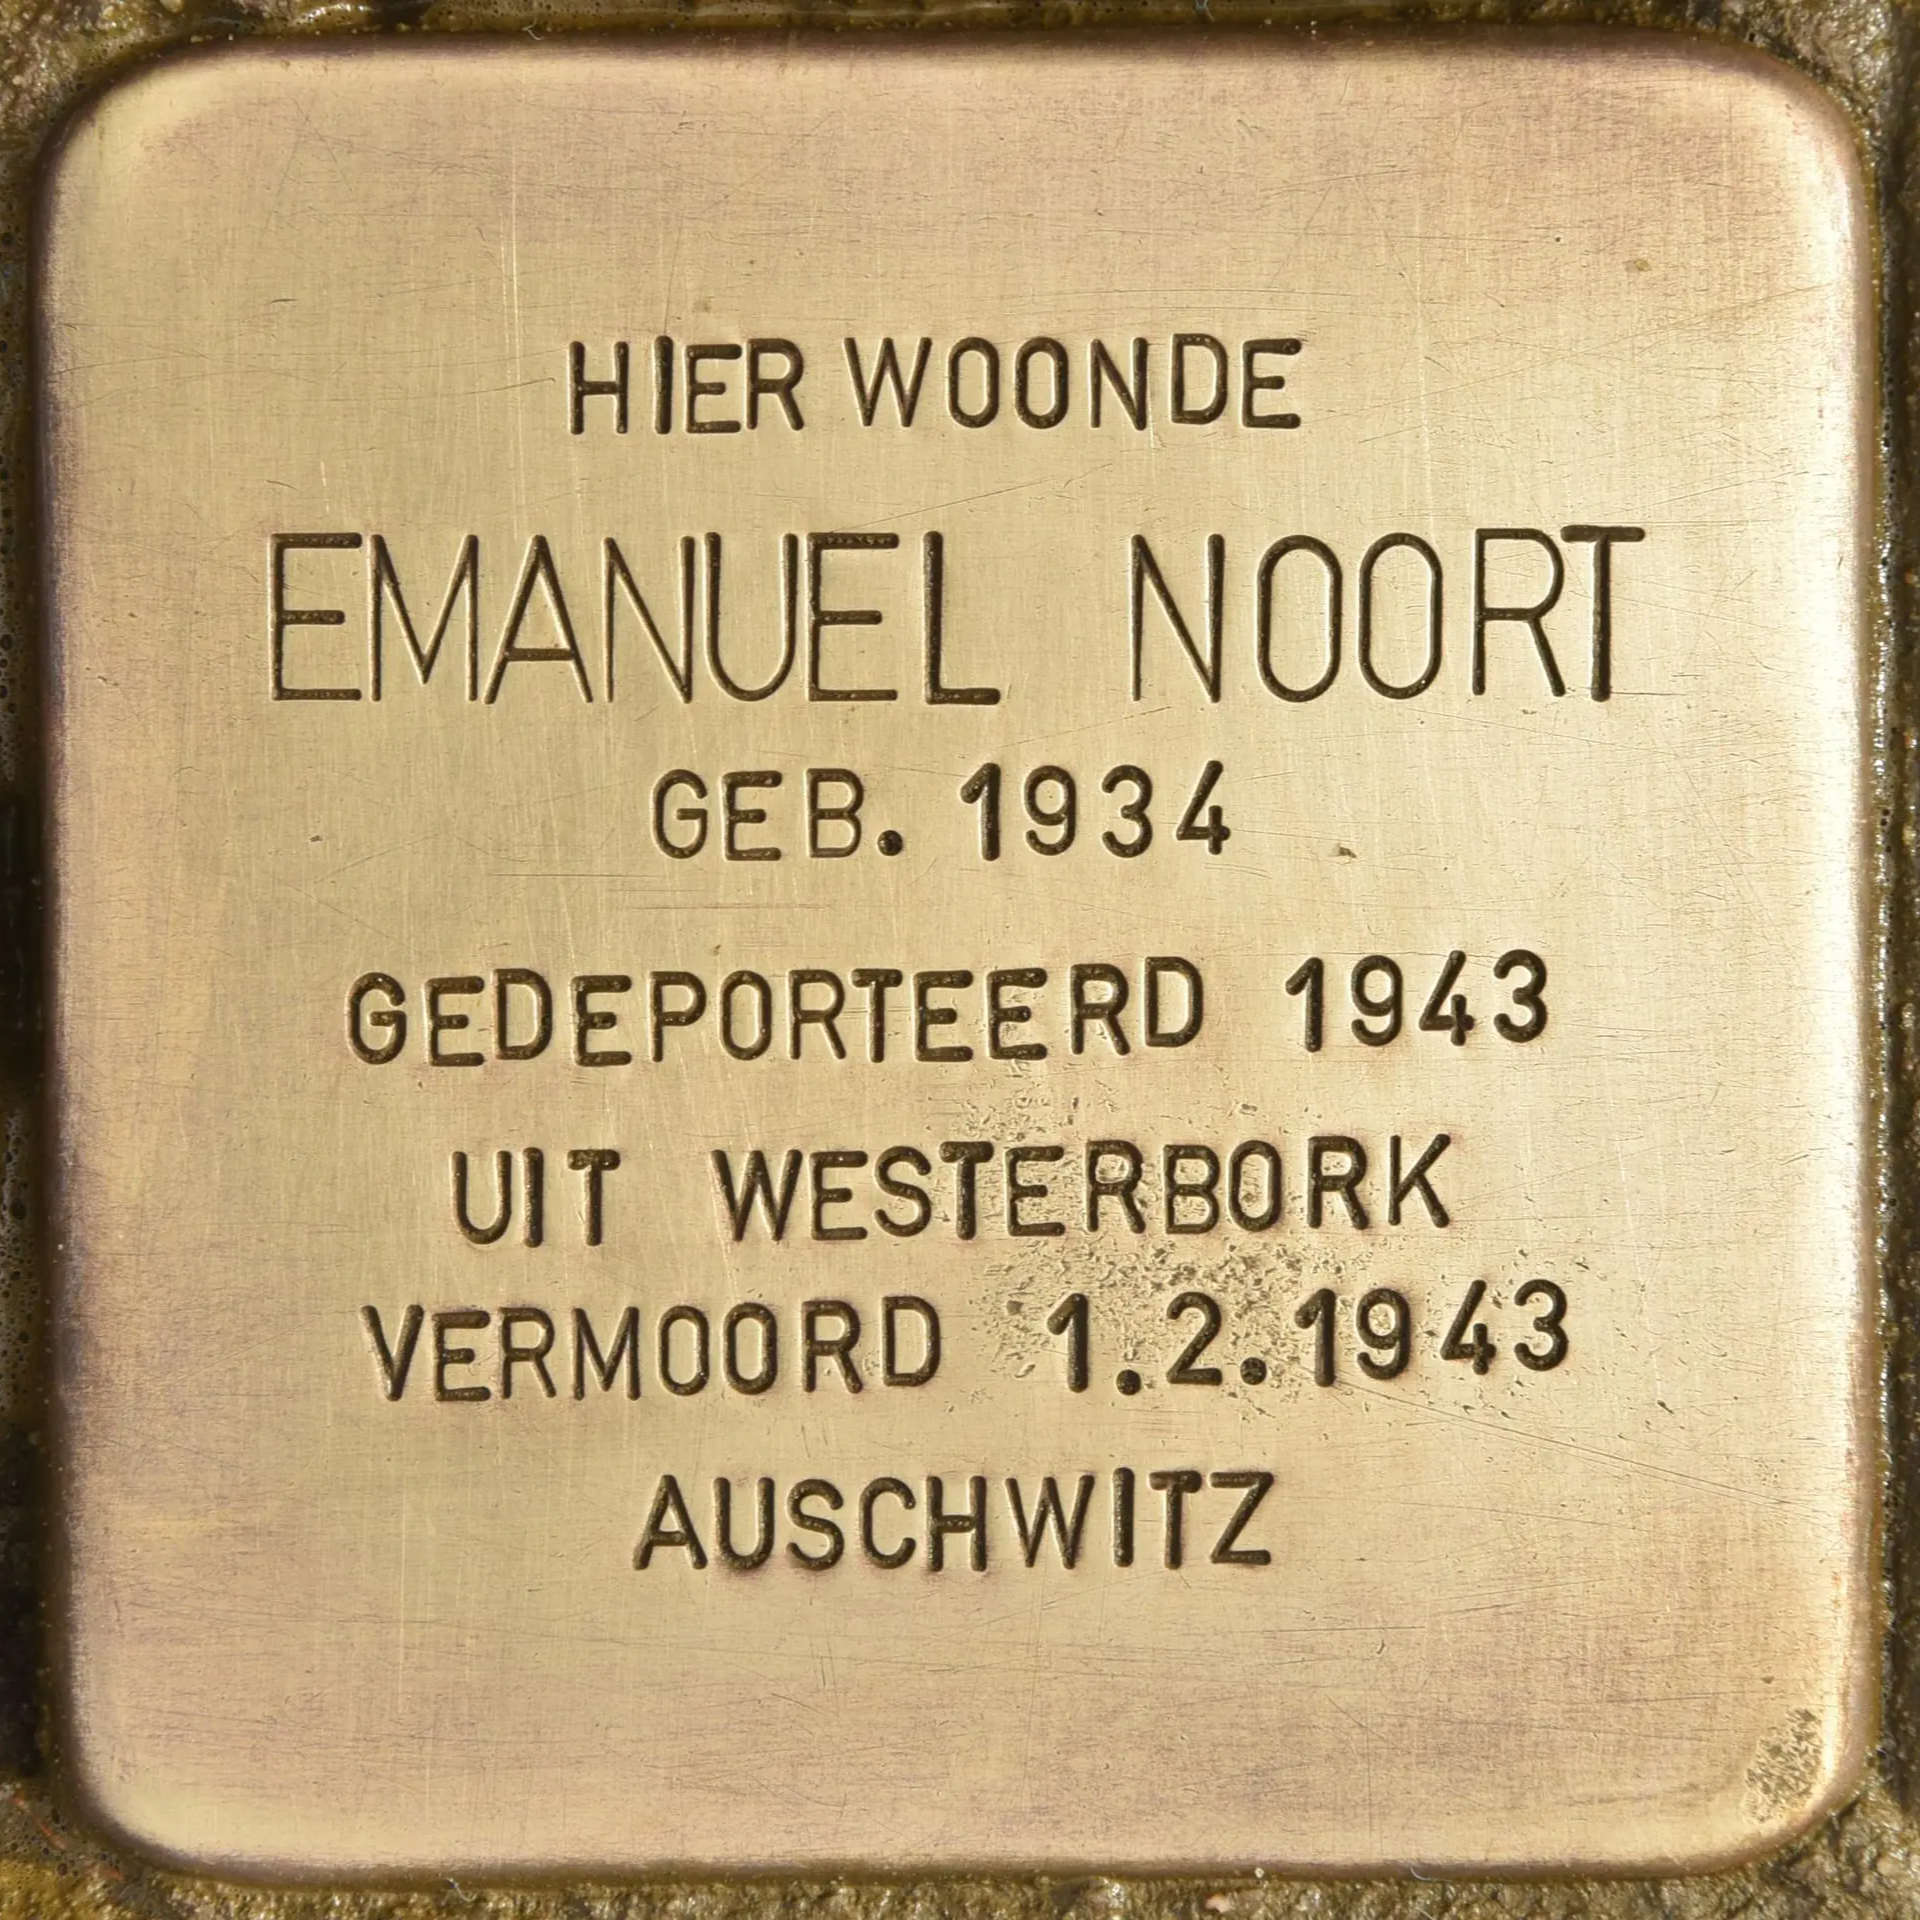 HIER WOONDE
EMANUEL NOORT
GEB. 1934
GEDEPORTEERD 1943
UIT WESTERBORK
VERMOORD 1.2.1943
AUSCHWITZ